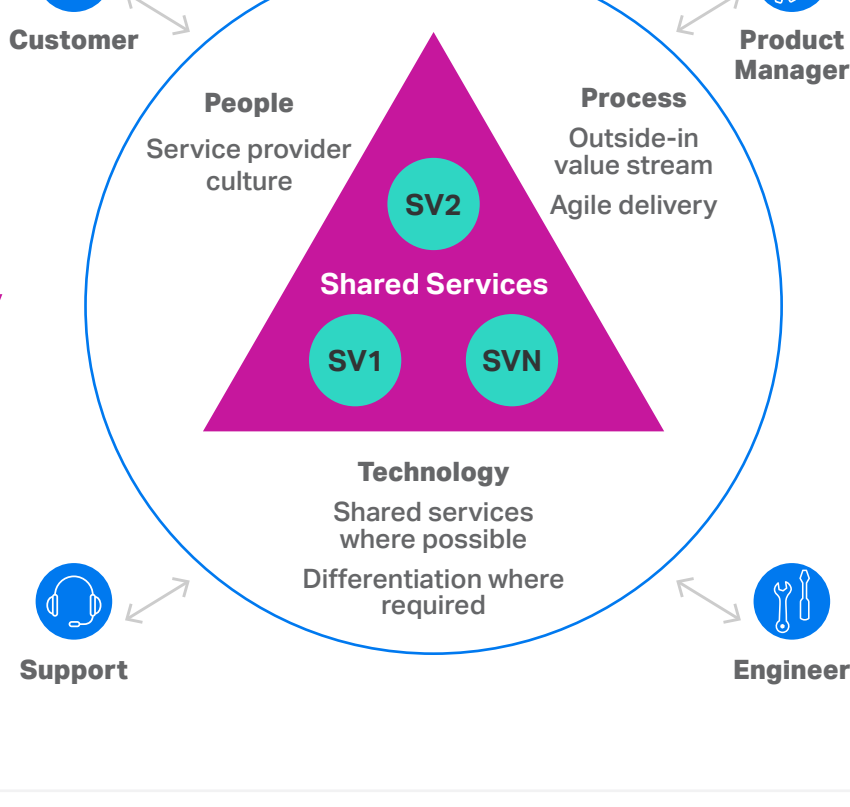 Customer
Product
Manager
People
Service provider
culture
Process
Outside-in
value stream
Agile delivery
SV2
Shared Services
SV1
SVN
Technology
Shared services
where possible
Differentiation where
required
Support
Engineer